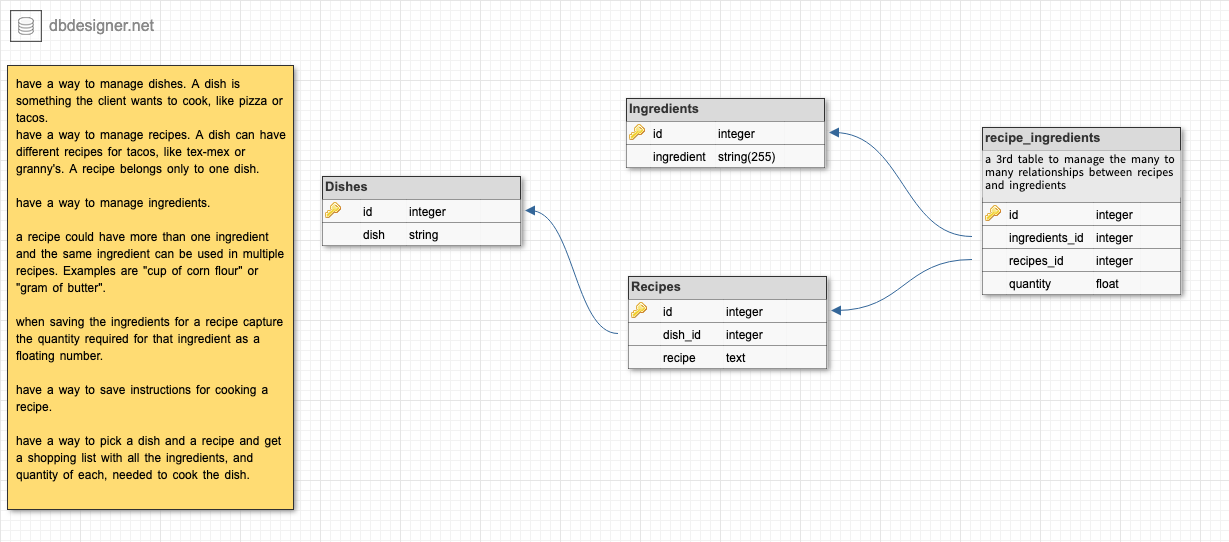 dbdesigner.net
have a way to manage dishes. A dish is
something the client wants to cook, like pizza or
tacos.
have a way to manage recipes. A dish can have
different recipes for tacos, like tex-mex or
granny's. A recipe belongs only to one dish.
have a way to manage ingredients.
a recipe could have more than one ingredient
and the same ingredient can be used in multiple
recipes. Examples are "cup of corn flour" or
"gram of butter".
when saving the ingredients for a recipe capture
the quantity required for that ingredient as a
floating number.
have a way to save instructions for cooking a
recipe.
have a way to pick a dish and a recipe and get
a shopping list with all the ingredients, and
quantity of each, needed to cook the dish.
Dishes
id integer
dish string
Ingredients
id integer
ingredient string(255)
Recipes
id integer
dish_id integer
recipe text
recipe_ingredients
a 3rd table to manage the many to
many relationships between recipes
and ingredients
id integer
ingredients_id integer
recipes_id integer
quantity float